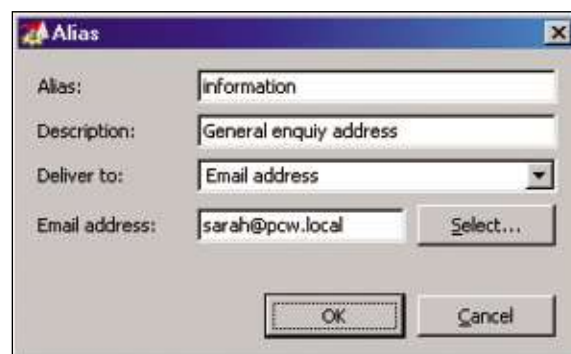 Alias
Alias: information
Description: General enquiy address
Deliver to: Email address
Email address: sarah@pcw.local Select...
OK Cancel